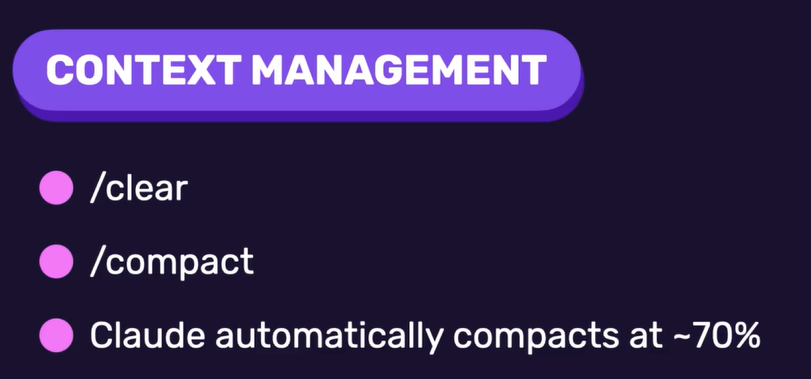 CONTEXT MANAGEMENT
/clear
/compact
Claude automatically compacts at ~70%